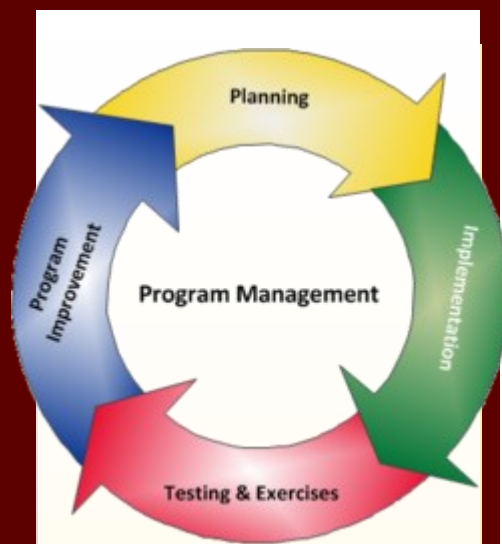 Planning
Implementation
Testing & Exercises
Program
Improvement
Program Management